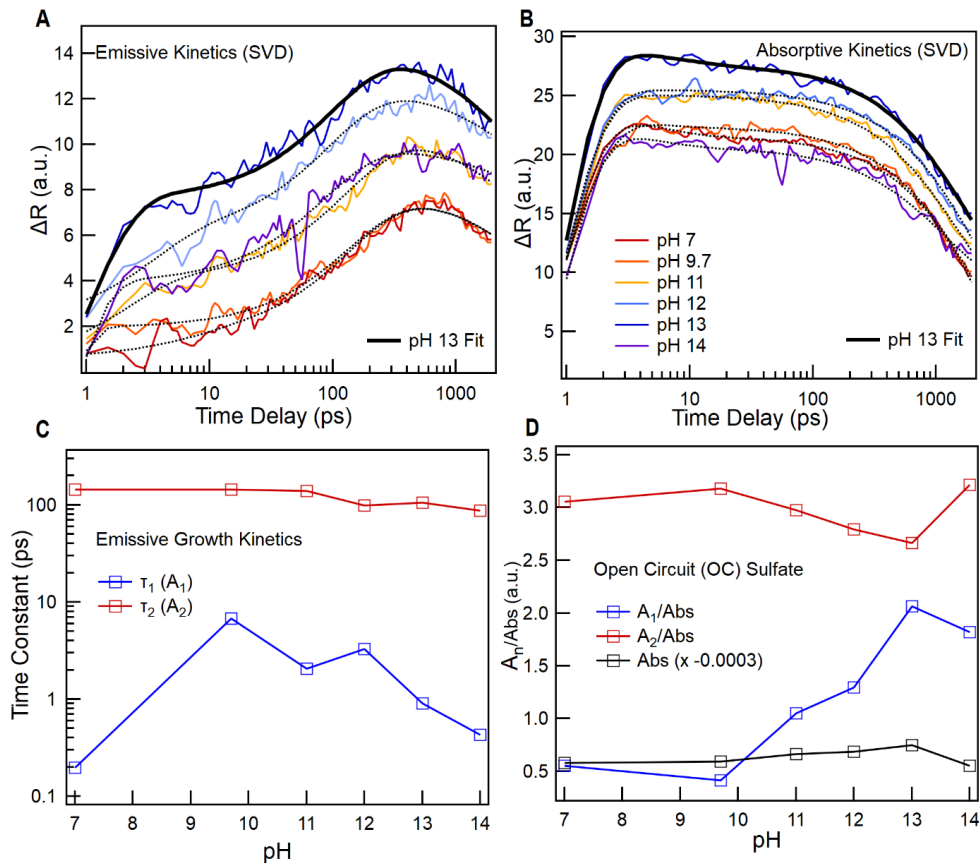 A
Emissive Kinetics (SVD)
14
12
10
8
6
4
2
ΔR (a.u.)
pH 13 Fit
1
10
100
1000
Time Delay (ps)
B
Absorptive Kinetics (SVD)
30
25
20
15
10
5
ΔR (a.u.)
pH 7
pH 9.7
pH 11
pH 12
pH 13
pH 14
pH 13 Fit
1
10
100
1000
Time Delay (ps)
C
100
10
1
0.1
Time Constant (ps)
Emissive Growth Kinetics
τ1 (A1)
τ2 (A2)
7
8
9
10
11
12
13
14
pH
D
3.5
3.0
2.5
2.0
1.5
1.0
0.5
An/Abs (a.u.)
Open Circuit (OC) Sulfate
A1/Abs
A2/Abs
Abs (x -0.0003)
7
8
9
10
11
12
13
14
pH